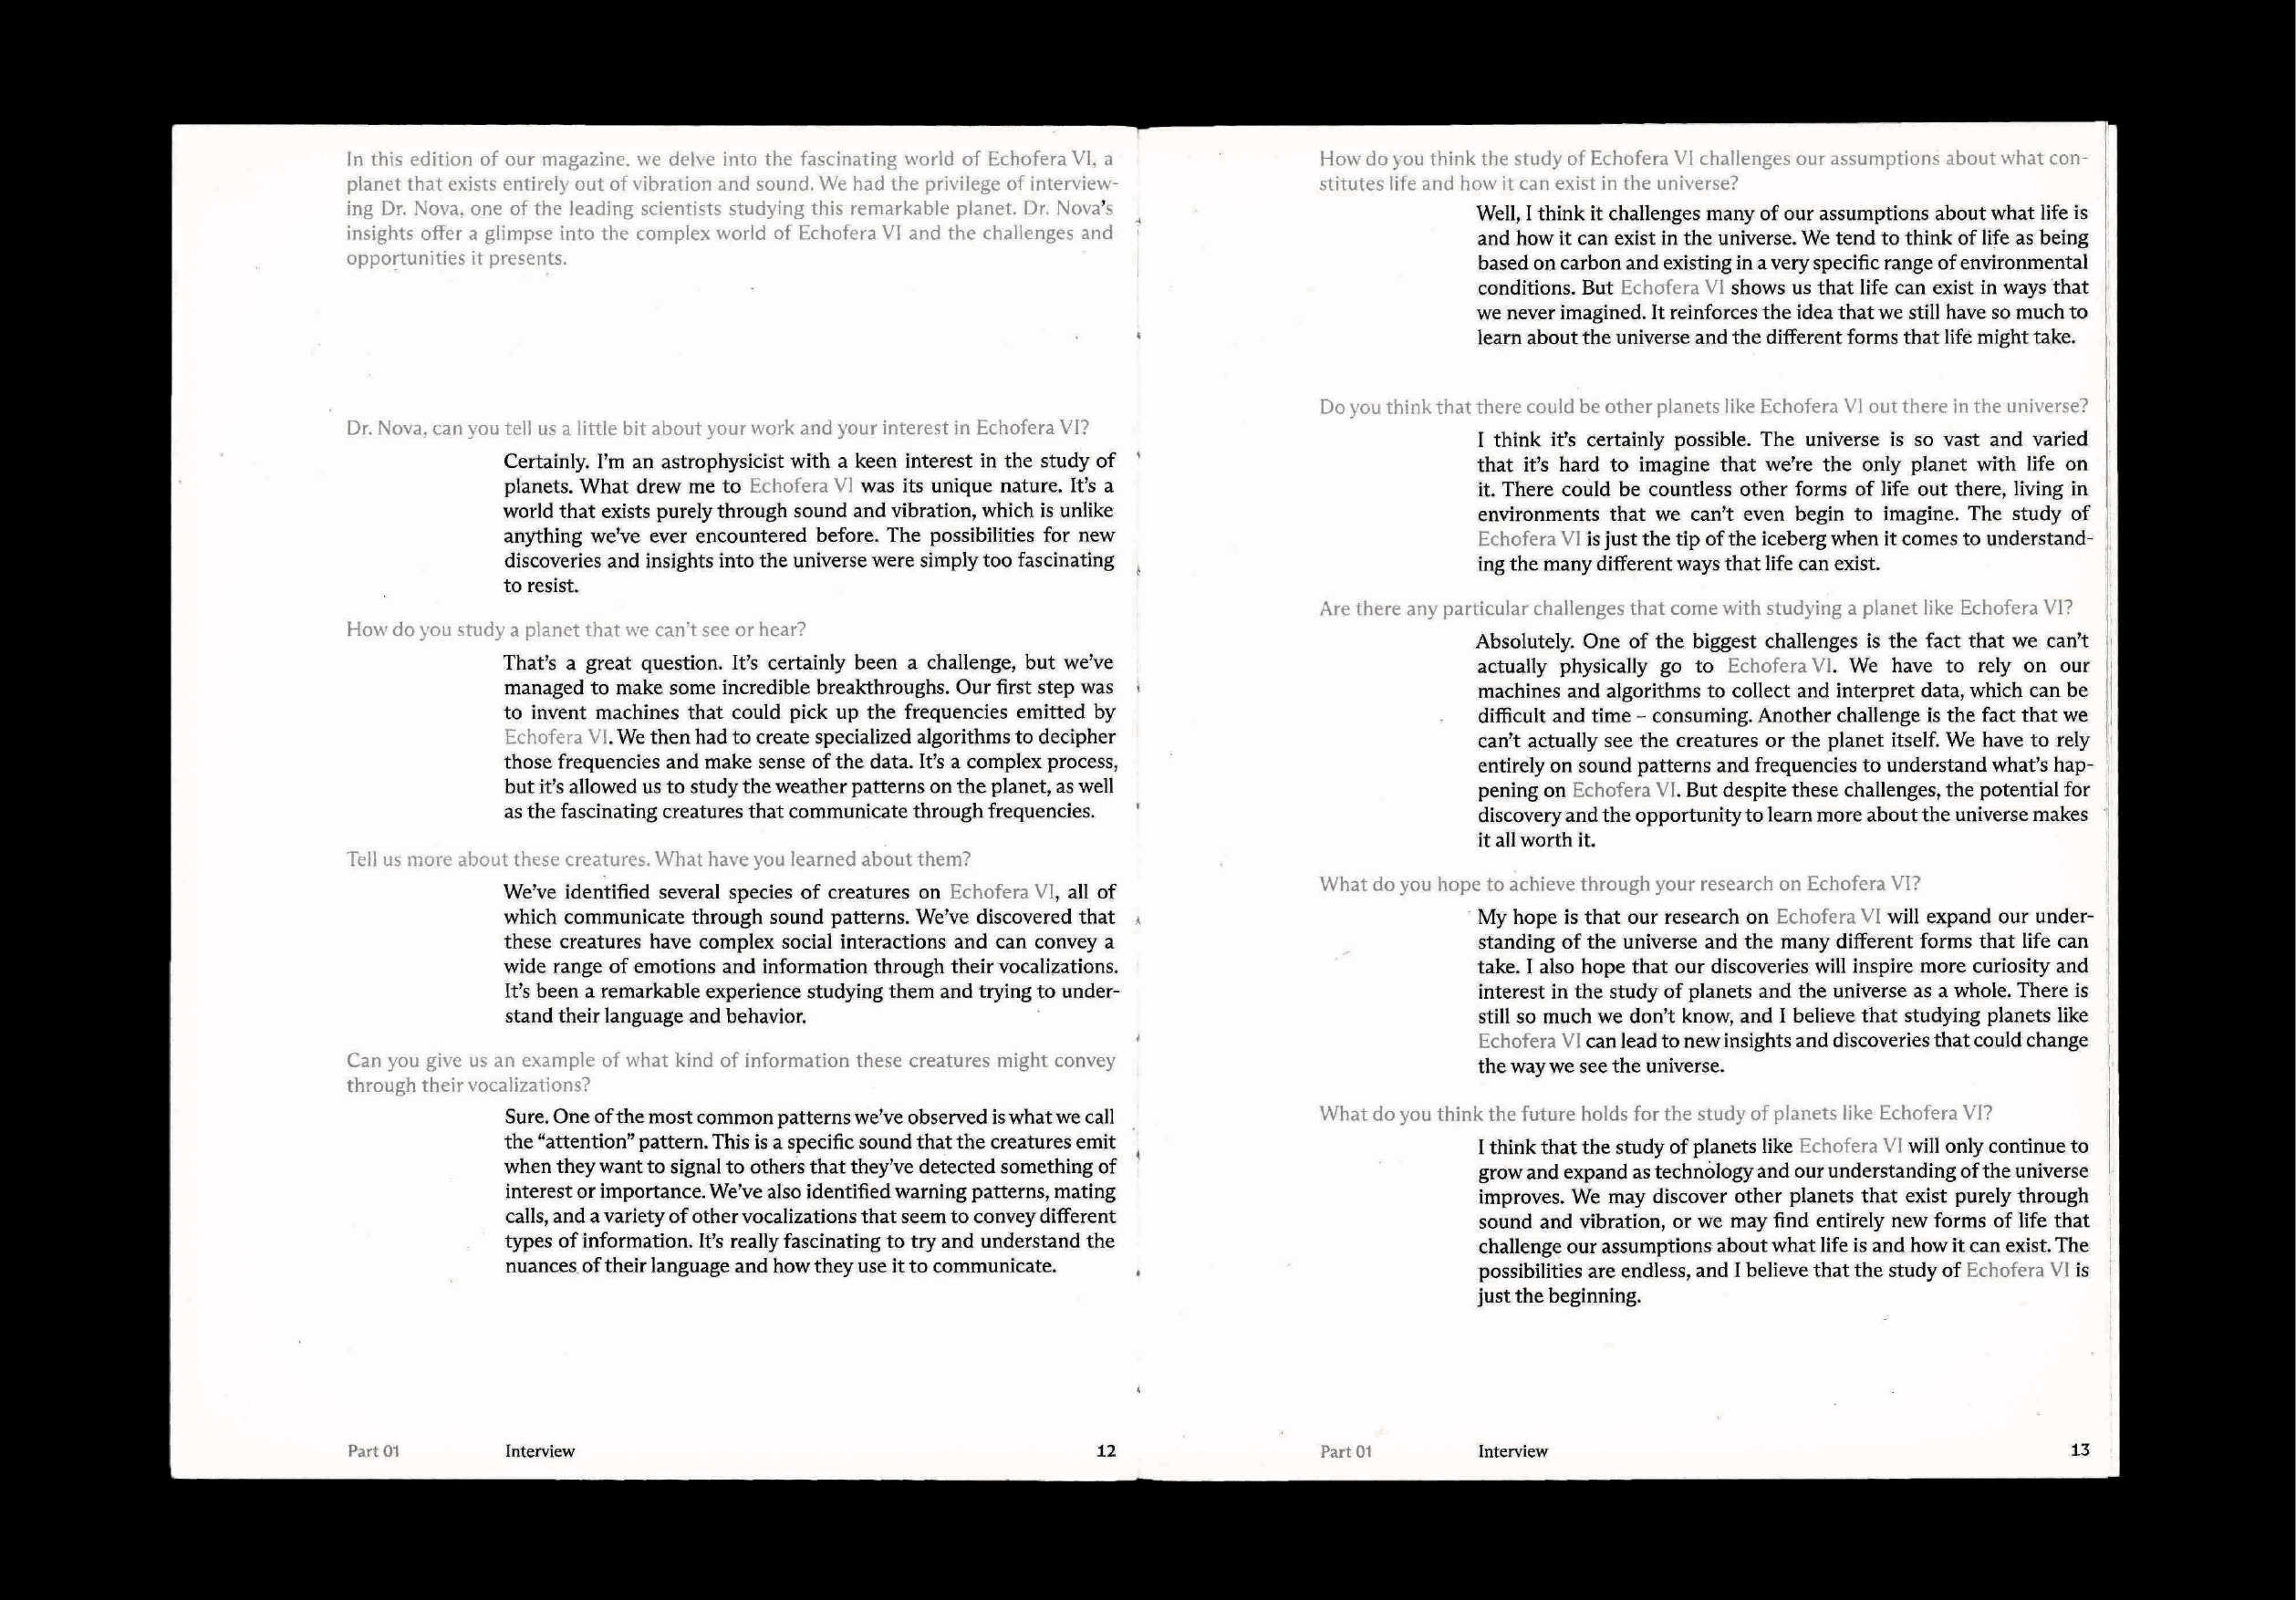 In this edition of our magazine, we delve into the fascinating world of Echofera VI, a
planet that exists entirely out of vibration and sound. We had the privilege of interview-
ing Dr. Nova, one of the leading scientists studying this remarkable planet. Dr. Nova's
insights offer a glimpse into the complex world of Echofera VI and the challenges and
opportunities it presents.
Dr. Nova, can you tell us a little bit about your work and your interest in Echofera VI?
Certainly. I'm an astrophysicist with a keen interest in the study of
planets. What drew me to Echofera VI was its unique nature. It's a
world that exists purely through sound and vibration, which is unlike
anything we've ever encountered before. The possibilities for new
discoveries and insights into the universe were simply too fascinating
to resist.
How do you study a planet that we can't see or hear?
That's a great question. It's certainly been a challenge, but we've
managed to make some incredible breakthroughs. Our first step was
to invent machines that could pick up the frequencies emitted by
Echofera VI. We then had to create specialized algorithms to decipher
those frequencies and make sense of the data. It's a complex process,
but it's allowed us to study the weather patterns on the planet, as well
as the fascinating creatures that communicate through frequencies.
Tell us more about these creatures. What have you learned about them?
We've identified several species of creatures on Echofera VI, all of
which communicate through sound patterns. We've discovered that
these creatures have complex social interactions and can convey a
wide range of emotions and information through their vocalizations.
It's been a remarkable experience studying them and trying to under-
stand their language and behavior.
Can you give us an example of what kind of information these creatures might convey
through their vocalizations?
Sure. One of the most common patterns we've observed is what we call
the “attention” pattern. This is a specific sound that the creatures emit
when they want to signal to others that they've detected something of
interest or importance. We've also identified warning patterns, mating
calls, and a variety of other vocalizations that seem to convey different
types of information. It's really fascinating to try and understand the
nuances of their language and how they use it to communicate.
Part 01 Interview 12
How do you think the study of Echofera VI challenges our assumptions about what con-
stitutes life and how it can exist in the universe?
Well, I think it challenges many of our assumptions about what life is
and how it can exist in the universe. We tend to think of life as being
based on carbon and existing in a very specific range of environmental
conditions. But Echofera VI shows us that life can exist in ways that
we never imagined. It reinforces the idea that we still have so much to
learn about the universe and the different forms that life might take.
Do you think that there could be other planets like Echofera VI out there in the universe?
I think it's certainly possible. The universe is so vast and varied
that it's hard to imagine that we're the only planet with life on
it. There could be countless other forms of life out there, living in
environments that we can't even begin to imagine. The study of
Echofera VI is just the tip of the iceberg when it comes to understand-
ing the many different ways that life can exist.
Are there any particular challenges that come with studying a planet like Echofera VI?
Absolutely. One of the biggest challenges is the fact that we can't
actually physically go to Echofera VI. We have to rely on our
machines and algorithms to collect and interpret data, which can be
difficult and time – consuming. Another challenge is the fact that we
can't actually see the creatures or the planet itself. We have to rely
entirely on sound patterns and frequencies to understand what's hap-
pening on Echofera VI. But despite these challenges, the potential for
discovery and the opportunity to learn more about the universe makes
it all worth it.
What do you hope to achieve through your research on Echofera VI?
My hope is that our research on Echofera VI will expand our under-
standing of the universe and the many different forms that life can
take. I also hope that our discoveries will inspire more curiosity and
interest in the study of planets and the universe as a whole. There is
still so much we don't know, and I believe that studying planets like
Echofera VI can lead to new insights and discoveries that could change
the way we see the universe.
What do you think the future holds for the study of planets like Echofera VI?
I think that the study of planets like Echofera VI will only continue to
grow and expand as technology and our understanding of the universe
improves. We may discover other planets that exist purely through
sound and vibration, or we may find entirely new forms of life that
challenge our assumptions about what life is and how it can exist. The
possibilities are endless, and I believe that the study of Echofera VI is
just the beginning.
Part 01 Interview 13